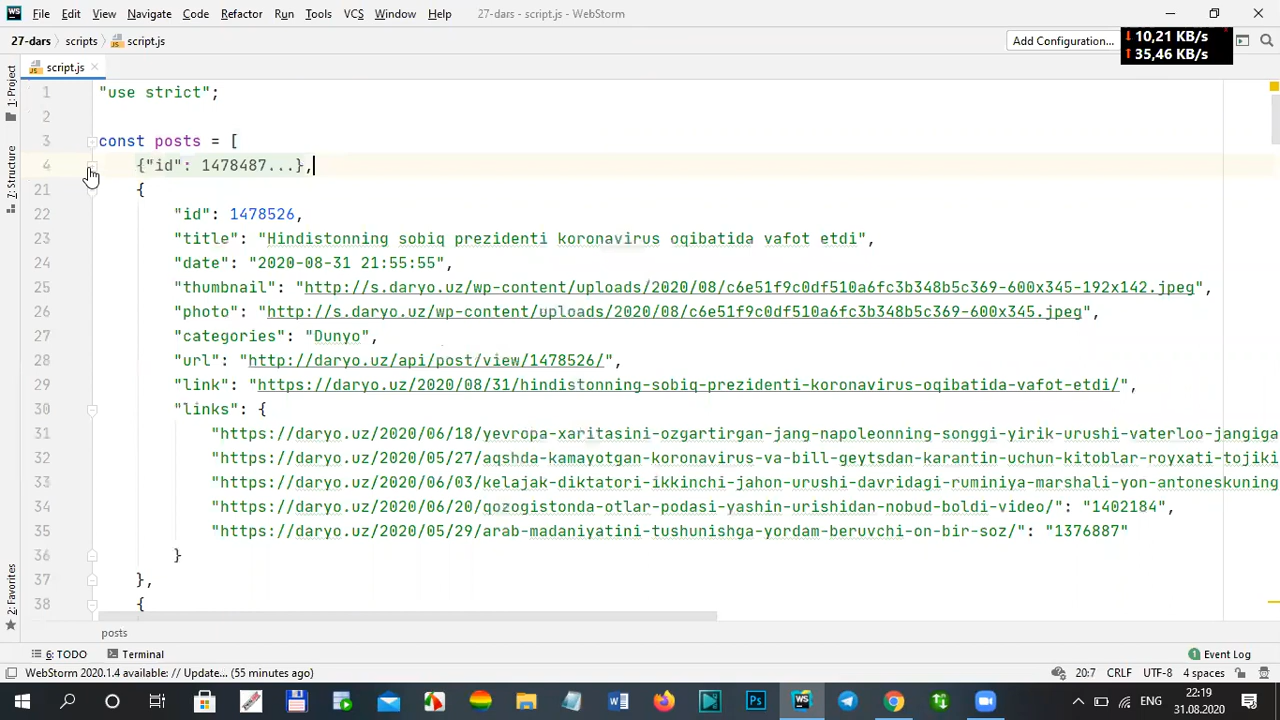 File Edit View Navigate Code Refactor Run Tools VCS Window Help 27-dars - script.js - WebStorm
27-dars scripts script.js Add Configuration... 10,21 KB/s
35,46 KB/s
script.js
1: Project
7: Structure
2: Favorites
1 "use strict";
2
3 const posts = [
4 {"id": 1478487...},
21 {
22 "id": 1478526,
23 "title": "Hindistonning sobiq prezidenti koronavirus oqibatida vafot etdi",
24 "date": "2020-08-31 21:55:55",
25 "thumbnail": "http://s.daryo.uz/wp-content/uploads/2020/08/c6e51f9c0df510a6fc3b348b5c369-600x345-192x142.jpeg",
26 "photo": "http://s.daryo.uz/wp-content/uploads/2020/08/c6e51f9c0df510a6fc3b348b5c369-600x345.jpeg",
27 "categories": "Dunyo",
28 "url": "http://daryo.uz/api/post/view/1478526/",
29 "link": "https://daryo.uz/2020/08/31/hindistonning-sobiq-prezidenti-koronavirus-oqibatida-vafot-etdi/",
30 "links": {
31 "https://daryo.uz/2020/06/18/yevropa-xaritasini-ozgartirgan-jang-napoleonning-songgi-yirik-urushi-vaterloo-jangiga
32 "https://daryo.uz/2020/05/27/aqshda-kamayotgan-koronavirus-va-bill-geytsdan-karantin-uchun-kitoblar-royxati-tojiki
33 "https://daryo.uz/2020/06/03/kelajak-diktatori-ikkinchi-jahon-urushi-davridagi-ruminiya-marshali-yon-antoneskuning
34 "https://daryo.uz/2020/06/20/qozogistonda-otlar-podasi-yashin-urishidan-nobud-boldi-video/": "1402184",
35 "https://daryo.uz/2020/05/29/arab-madaniyatini-tushunishga-yordam-beruvchi-on-bir-soz/": "1376887"
36 }
37 },
38 {
posts
6: TODO Terminal Event Log
WebStorm 2020.1.4 available: // Update... (55 minutes ago) 20:7 CRLF UTF-8 4 spaces
ENG 22:19
31.08.2020